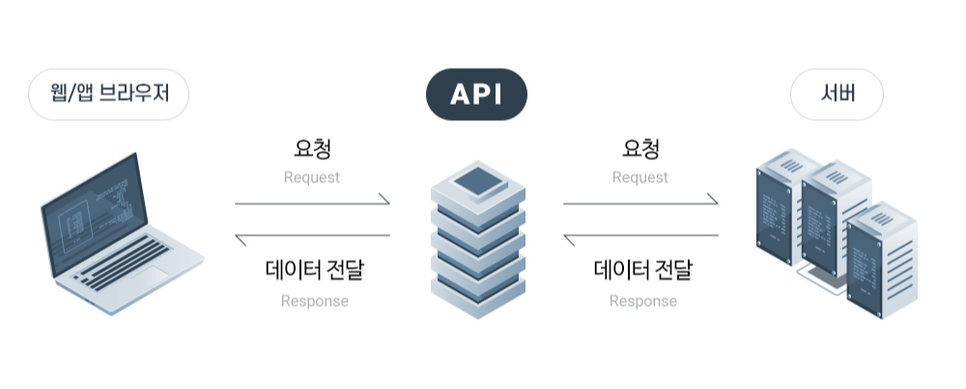 웹/앱 브라우저
API
서버
요청
Request
요청
Request
데이터 전달
Response
데이터 전달
Response